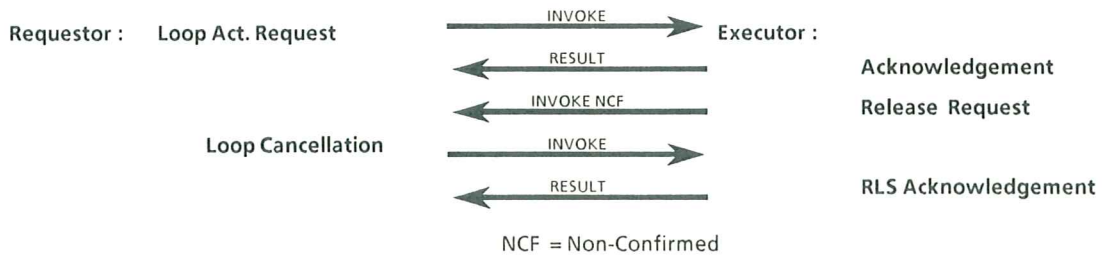 INVOKE
Requestor : Loop Act. Request Executor :
RESULT
Acknowledgement
INVOKE NCF
Release Request
Loop Cancellation
INVOKE
RESULT
RLS Acknowledgement
NCF = Non-Confirmed